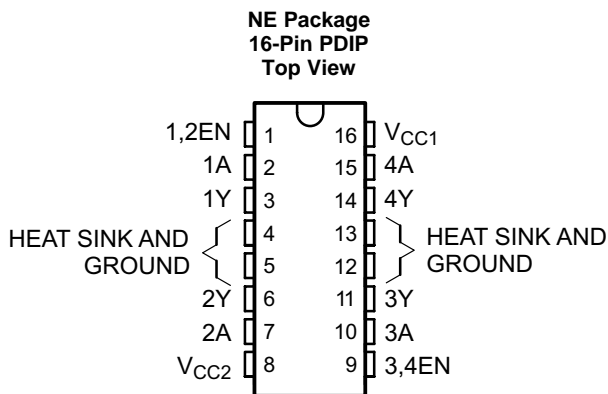 NE Package
16-Pin PDIP
Top View
1,2EN 1 16 VCC1
1A 2 15 4A
1Y 3 14 4Y
HEAT SINK AND GROUND 4 13 HEAT SINK AND GROUND
5 12
2Y 6 11 3Y
2A 7 10 3A
VCC2 8 9 3,4EN